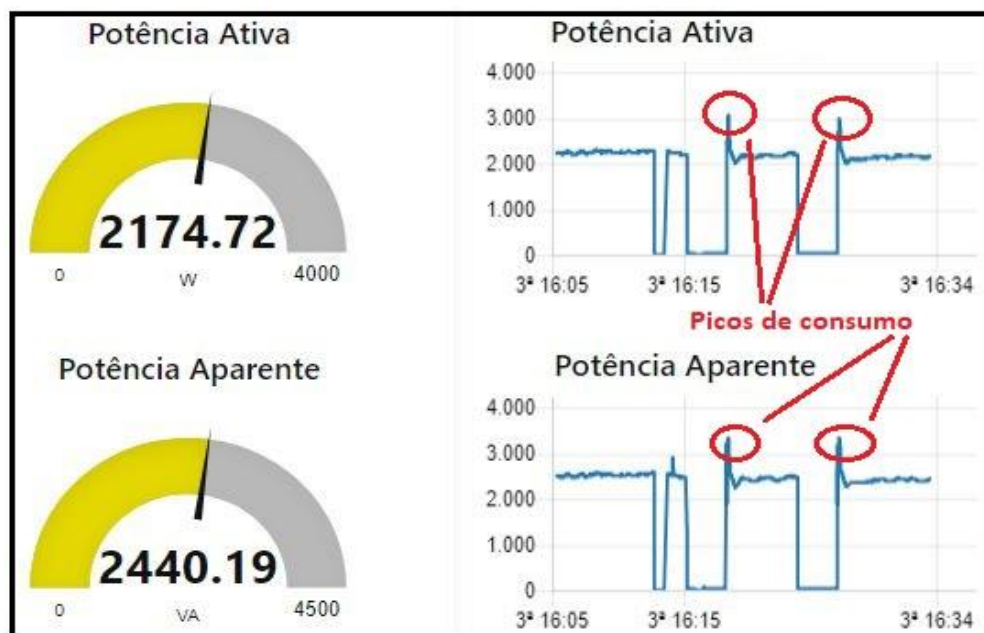 Potência Ativa
2174.72
0
W
4000
Potência Ativa
4.000
3.000
2.000
1.000
0
3ª 16:05
3ª 16:15
3ª 16:34
Picos de consumo
Potência Aparente
2440.19
0
VA
4500
Potência Aparente
4.000
3.000
2.000
1.000
0
3ª 16:05
3ª 16:15
3ª 16:34